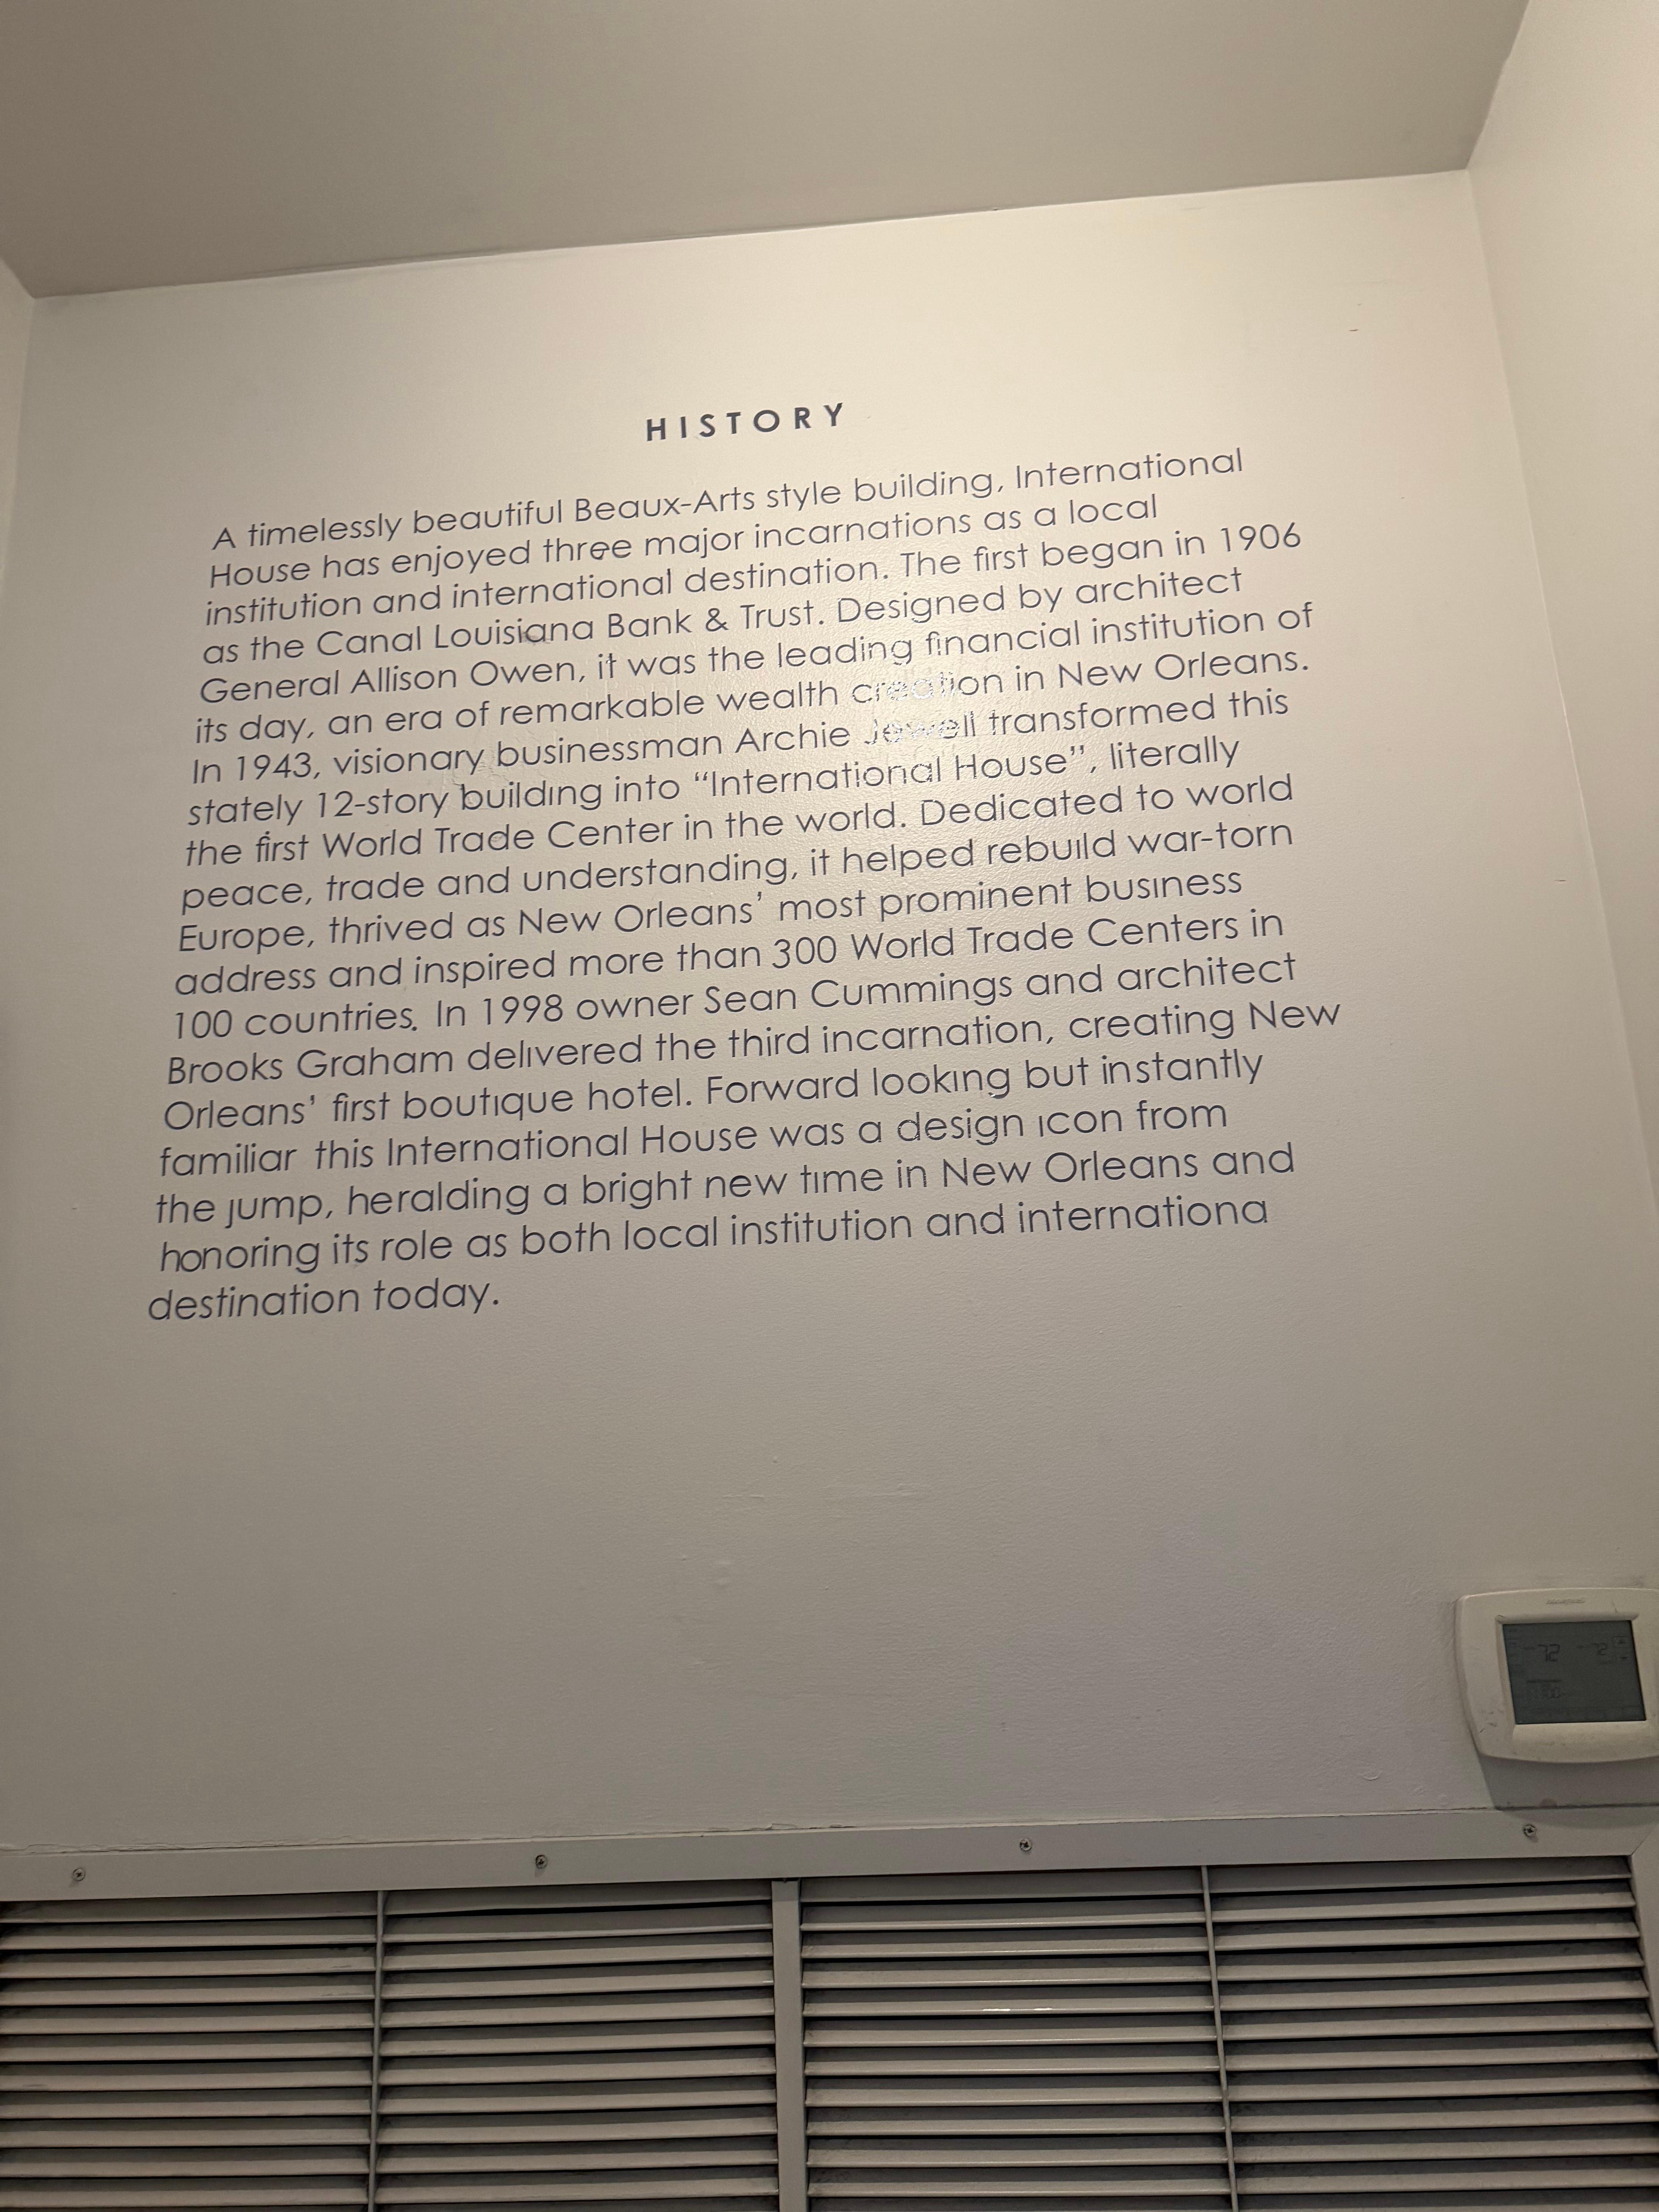 HISTORY
A timelessly beautiful Beaux-Arts style building, International
House has enjoyed three major incarnations as a local
institution and international destination. The first began in 1906
as the Canal Louisiana Bank & Trust. Designed by architect
General Allison Owen, it was the leading financial institution of
its day, an era of remarkable wealth creation in New Orleans.
In 1943, visionary businessman Archie Jewell transformed this
stately 12-story building into “International House”, literally
the first World Trade Center in the world. Dedicated to world
peace, trade and understanding, it helped rebuild war-torn
Europe, thrived as New Orleans’ most prominent business
address and inspired more than 300 World Trade Centers in
100 countries. In 1998 owner Sean Cummings and architect
Brooks Graham delivered the third incarnation, creating New
Orleans’ first boutique hotel. Forward looking but instantly
familiar this International House was a design icon from
the jump, heralding a bright new time in New Orleans and
honoring its role as both local institution and internationa
destination today.
72 72